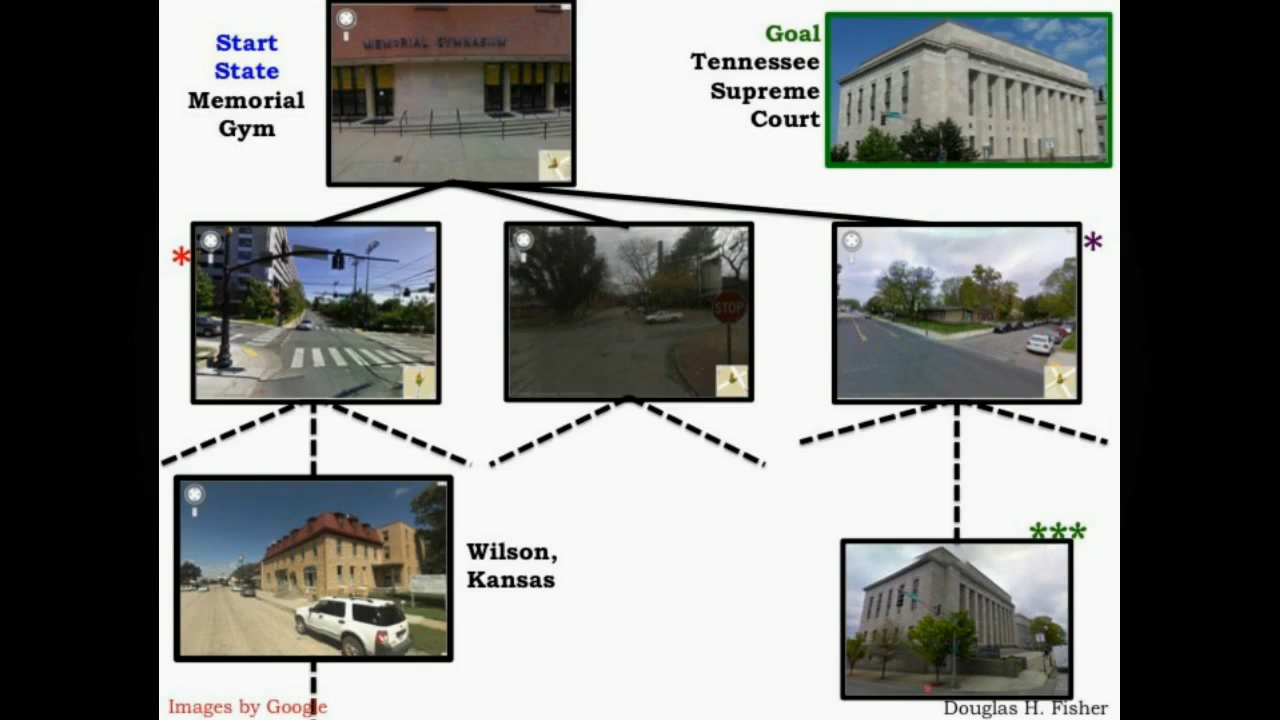 Start
State
Memorial
Gym
MEMORIAL GYMNASIUM
Goal
Tennessee
Supreme
Court
*
*
STOP
Wilson,
Kansas
***
Images by Google
Douglas H. Fisher